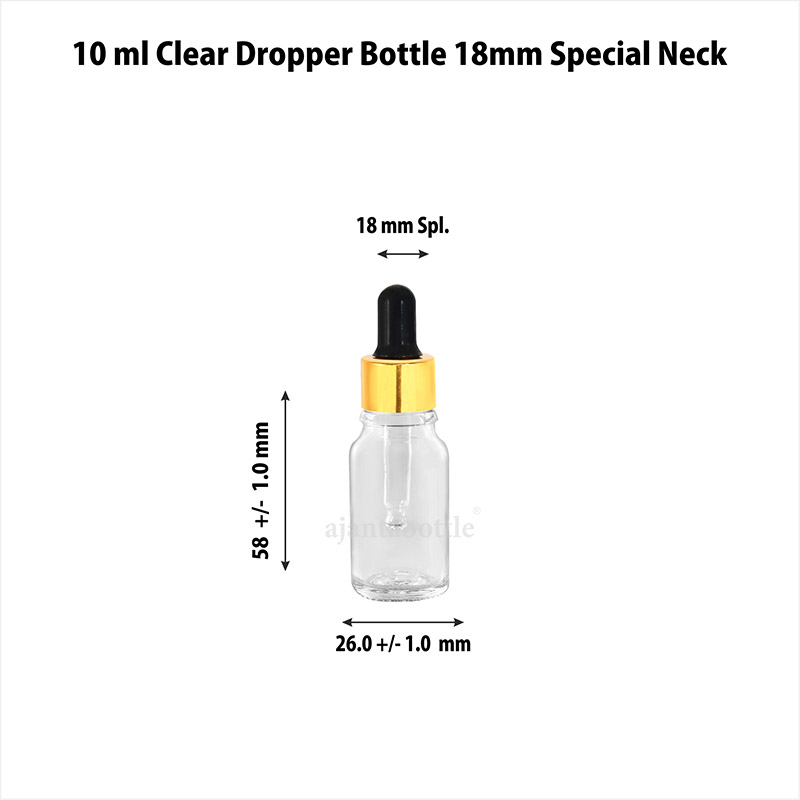 10 ml Clear Dropper Bottle 18mm Special Neck
18 mm Spl.
58 +/- 1.0 mm
ajantabottle®
26.0 +/- 1.0 mm